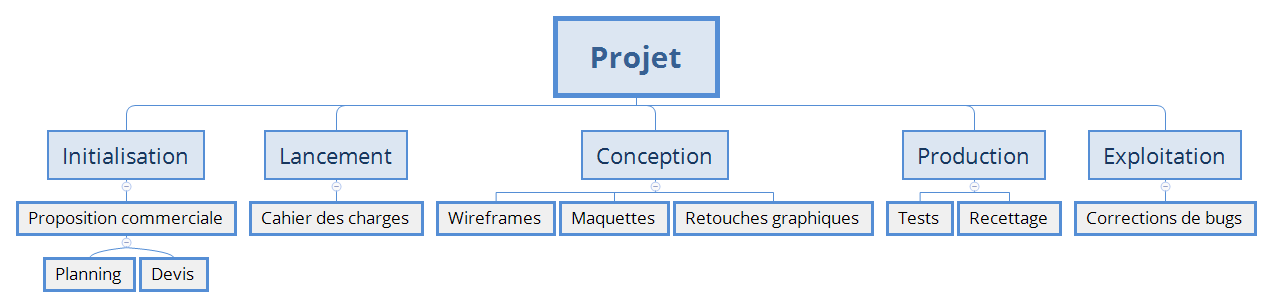 Projet
Initialisation
Lancement
Conception
Production
Exploitation
Proposition commerciale
Cahier des charges
Wireframes
Maquettes
Retouches graphiques
Tests
Recettage
Corrections de bugs
Planning
Devis